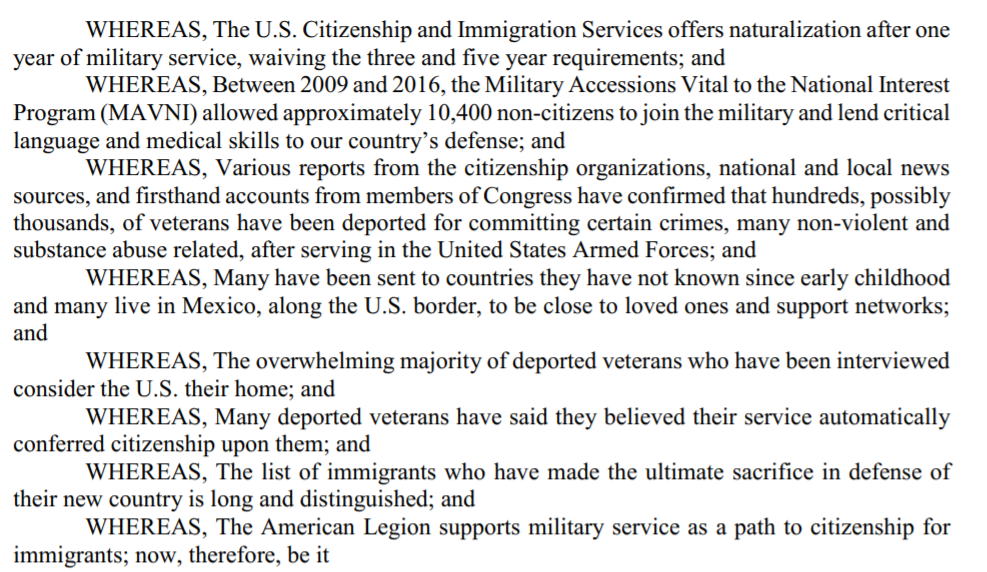 WHEREAS, The U.S. Citizenship and Immigration Services offers naturalization after one
year of military service, waiving the three and five year requirements; and
WHEREAS, Between 2009 and 2016, the Military Accessions Vital to the National Interest
Program (MAVNI) allowed approximately 10,400 non-citizens to join the military and lend critical
language and medical skills to our country’s defense; and
WHEREAS, Various reports from the citizenship organizations, national and local news
sources, and firsthand accounts from members of Congress have confirmed that hundreds, possibly
thousands, of veterans have been deported for committing certain crimes, many non-violent and
substance abuse related, after serving in the United States Armed Forces; and
WHEREAS, Many have been sent to countries they have not known since early childhood
and many live in Mexico, along the U.S. border, to be close to loved ones and support networks;
and
WHEREAS, The overwhelming majority of deported veterans who have been interviewed
consider the U.S. their home; and
WHEREAS, Many deported veterans have said they believed their service automatically
conferred citizenship upon them; and
WHEREAS, The list of immigrants who have made the ultimate sacrifice in defense of
their new country is long and distinguished; and
WHEREAS, The American Legion supports military service as a path to citizenship for
immigrants; now, therefore, be it